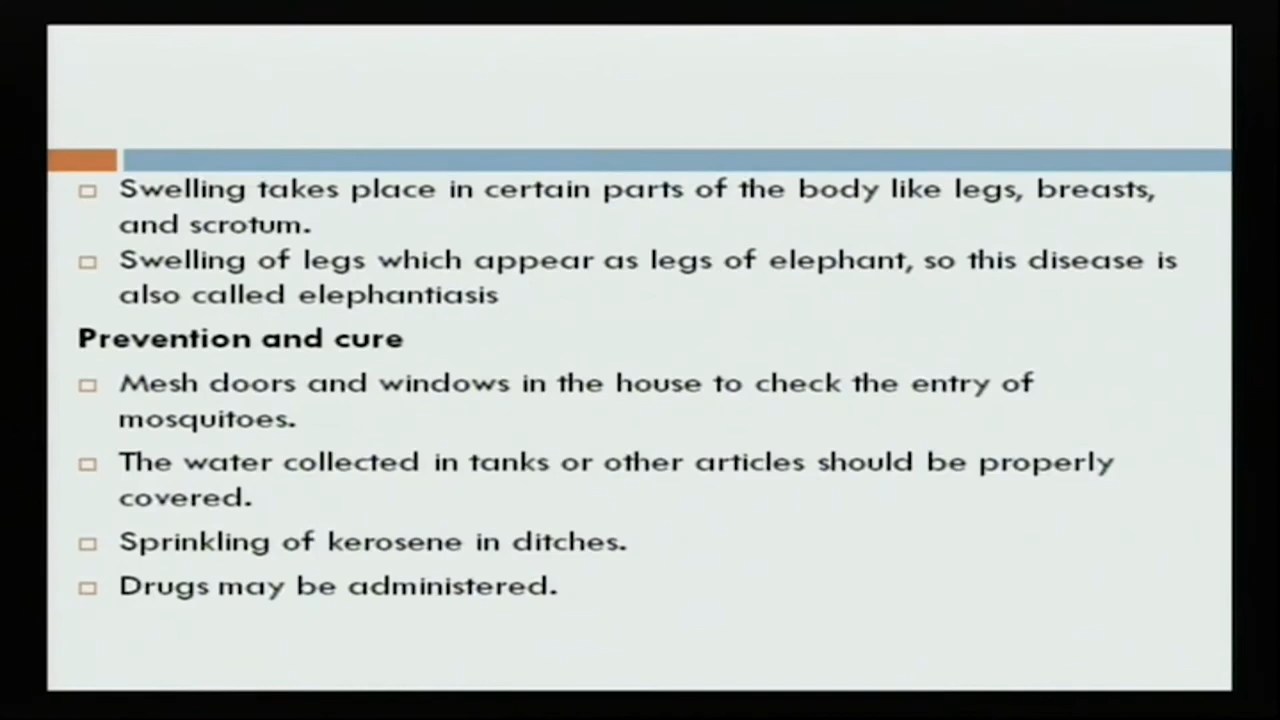 Swelling takes place in certain parts of the body like legs, breasts,
and scrotum.
Swelling of legs which appear as legs of elephant, so this disease is
also called elephantiasis
Prevention and cure
Mesh doors and windows in the house to check the entry of
mosquitoes.
The water collected in tanks or other articles should be properly
covered.
Sprinkling of kerosene in ditches.
Drugs may be administered.